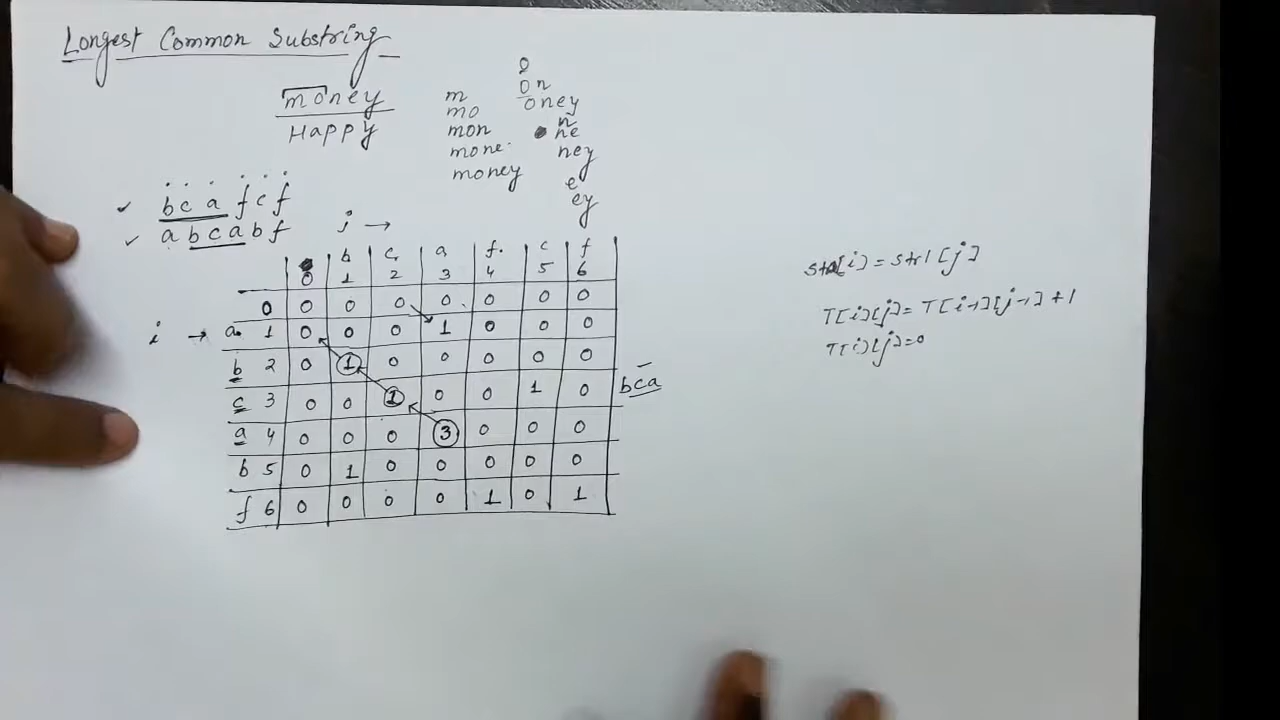 Longest Common Substring
money
Happy
m
mo
mon
mone
money
o
on
oney
n
ne
ney
e
ey
bcafcf
abcabf
j →
b c a f c f
0 1 2 3 4 5 6
0 0 0 0 0 0 0 0
i → a 1 0 0 0 1 0 0 0
b 2 0 1 0 0 0 0 0
c 3 0 0 1 0 0 1 0 bca
a 4 0 0 0 3 0 0 0
b 5 0 1 0 0 0 0 0
f 6 0 0 0 0 1 0 1
= str1[j]
T[i][j] = T[i-1][j-1] + 1
T[i][j] = 0